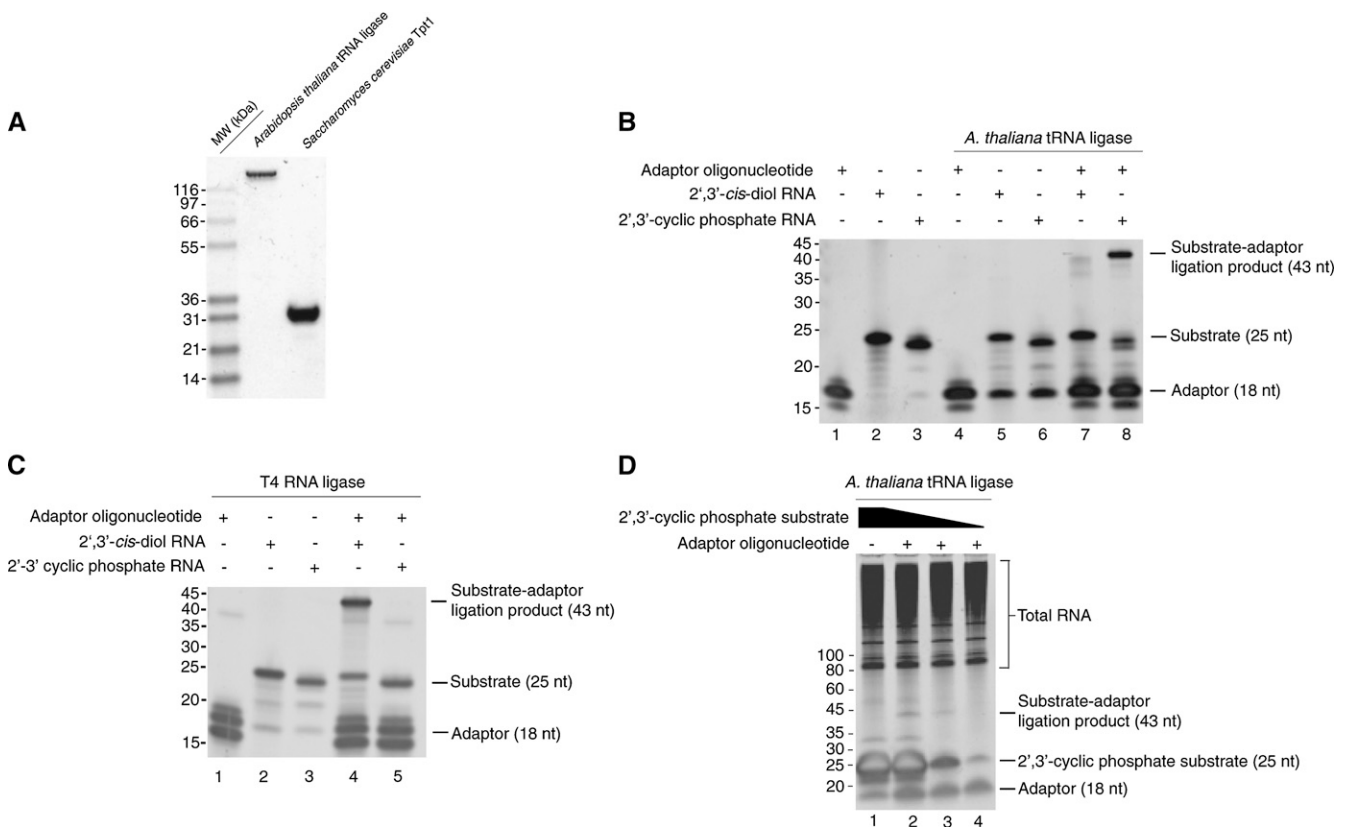 A
MW (kDa)
Arabidopsis thaliana tRNA ligase
Saccharomyces cerevisiae Tpt1
116-
97-
66-
55-
36-
31-
21-
14-
B
A. thaliana tRNA ligase
Adaptor oligonucleotide + - - + - - + +
2‘,3’-cis-diol RNA - + - - + - + -
2',3'-cyclic phosphate RNA - - + - - + - +
45-
40-
35-
30-
25-
20-
15-
Substrate-adaptor
ligation product (43 nt)
Substrate (25 nt)
Adaptor (18 nt)
1 2 3 4 5 6 7 8
C
T4 RNA ligase
Adaptor oligonucleotide + - - + +
2‘,3’-cis-diol RNA - + - + -
2'-3' cyclic phosphate RNA - - + - +
45-
40-
35-
30-
25-
20-
15-
Substrate-adaptor
ligation product (43 nt)
Substrate (25 nt)
Adaptor (18 nt)
1 2 3 4 5
D
A. thaliana tRNA ligase
2',3'-cyclic phosphate substrate
Adaptor oligonucleotide - + + +
100-
80-
60-
45-
35-
30-
25-
20-
Total RNA
Substrate-adaptor
ligation product (43 nt)
2',3'-cyclic phosphate substrate (25 nt)
Adaptor (18 nt)
1 2 3 4